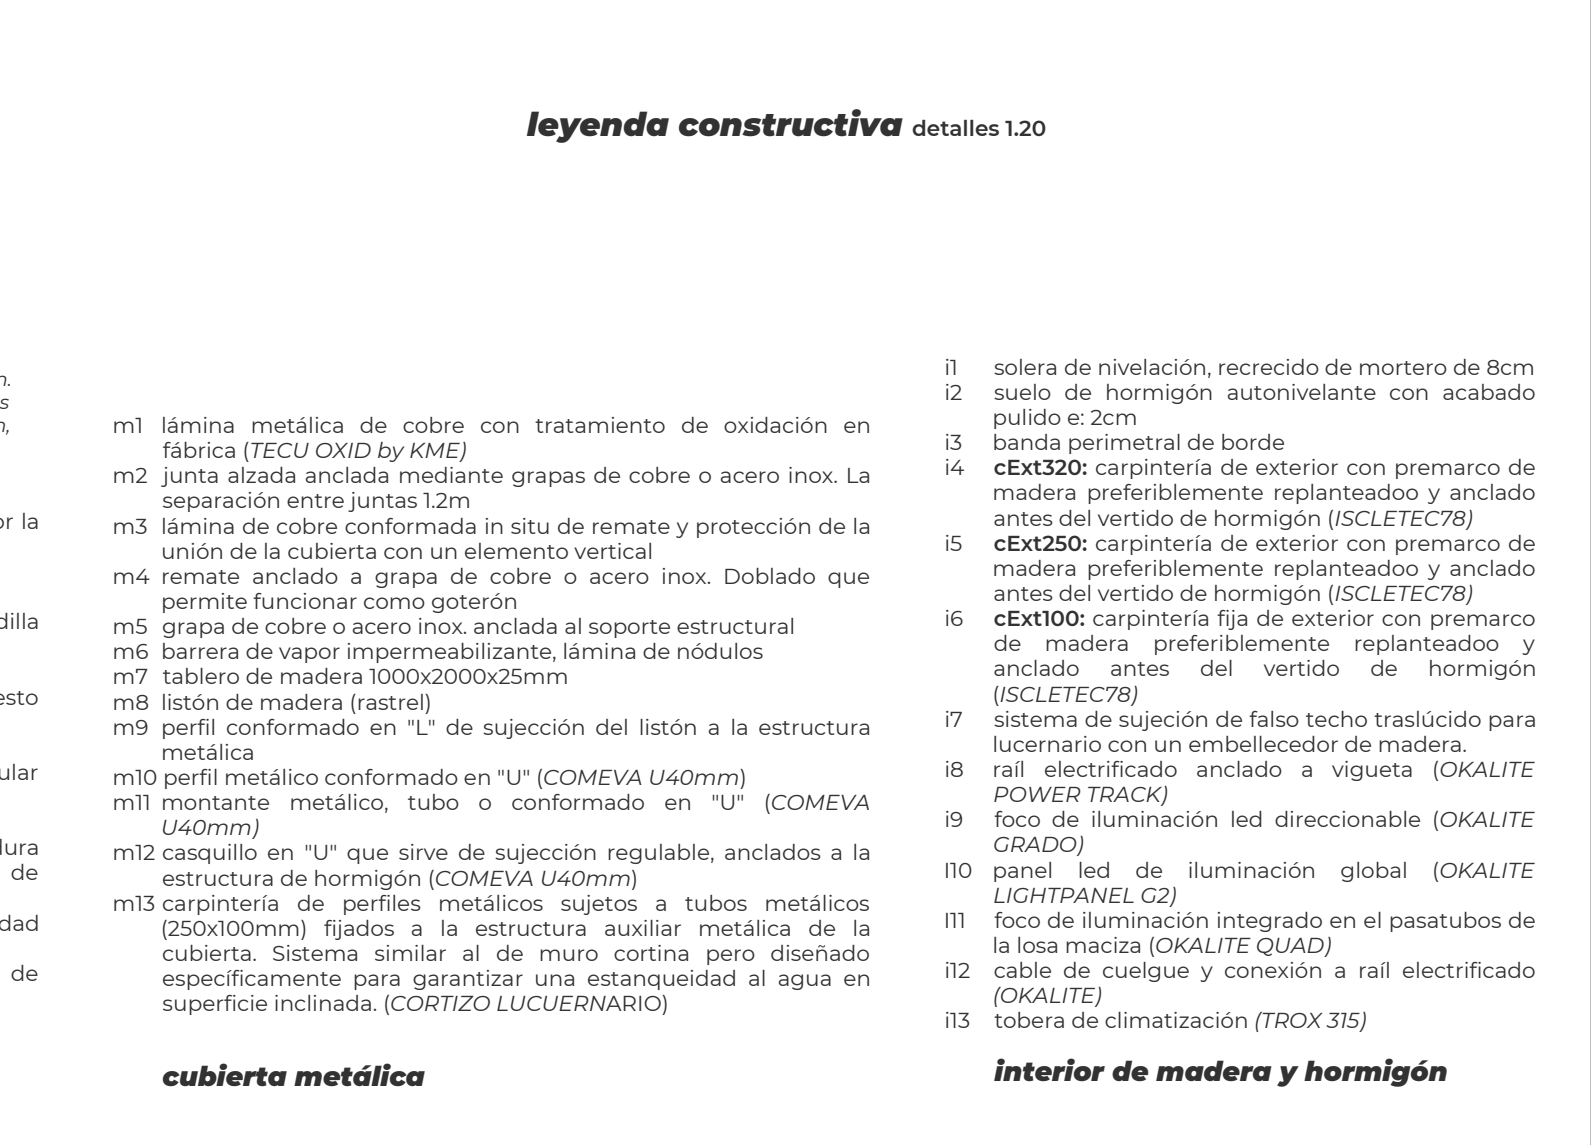 leyenda constructiva detalles 1.20
n.
s
n,
or la
dilla
esto
ular
dura
de
dad
de
m1 lámina metálica de cobre con tratamiento de oxidación en
fábrica (TECU OXID by KME)
m2 junta alzada anclada mediante grapas de cobre o acero inox. La
separación entre juntas 1.2m
m3 lámina de cobre conformada in situ de remate y protección de la
unión de la cubierta con un elemento vertical
m4 remate anclado a grapa de cobre o acero inox. Doblado que
permite funcionar como goterón
m5 grapa de cobre o acero inox. anclada al soporte estructural
m6 barrera de vapor impermeabilizante, lámina de nódulos
m7 tablero de madera 1000x2000x25mm
m8 listón de madera (rastrel)
m9 perfil conformado en "L" de sujección del listón a la estructura
metálica
m10 perfil metálico conformado en "U" (COMEVA U40mm)
m11 montante metálico, tubo o conformado en "U" (COMEVA
U40mm)
m12 casquillo en "U" que sirve de sujección regulable, anclados a la
estructura de hormigón (COMEVA U40mm)
m13 carpintería de perfiles metálicos sujetos a tubos metálicos
(250x100mm) fijados a la estructura auxiliar metálica de la
cubierta. Sistema similar al de muro cortina pero diseñado
específicamente para garantizar una estanqueidad al agua en
superficie inclinada. (CORTIZO LUCUERNARIO)
cubierta metálica
i1 solera de nivelación, recrecido de mortero de 8cm
i2 suelo de hormigón autonivelante con acabado
pulido e: 2cm
i3 banda perimetral de borde
i4 cExt320: carpintería de exterior con premarco de
madera preferiblemente replanteadoo y anclado
antes del vertido de hormigón (ISCLETEC78)
i5 cExt250: carpintería de exterior con premarco de
madera preferiblemente replanteadoo y anclado
antes del vertido de hormigón (ISCLETEC78)
i6 cExt100: carpintería fija de exterior con premarco
de madera preferiblemente replanteadoo y
anclado antes del vertido de hormigón
(ISCLETEC78)
i7 sistema de sujeción de falso techo traslúcido para
lucernario con un embellecedor de madera.
i8 raíl electrificado anclado a vigueta (OKALITE
POWER TRACK)
i9 foco de iluminación led direccionable (OKALITE
GRADO)
I10 panel led de iluminación global (OKALITE
LIGHTPANEL G2)
I11 foco de iluminación integrado en el pasatubos de
la losa maciza (OKALITE QUAD)
i12 cable de cuelgue y conexión a raíl electrificado
(OKALITE)
i13 tobera de climatización (TROX 315)
interior de madera y hormigón